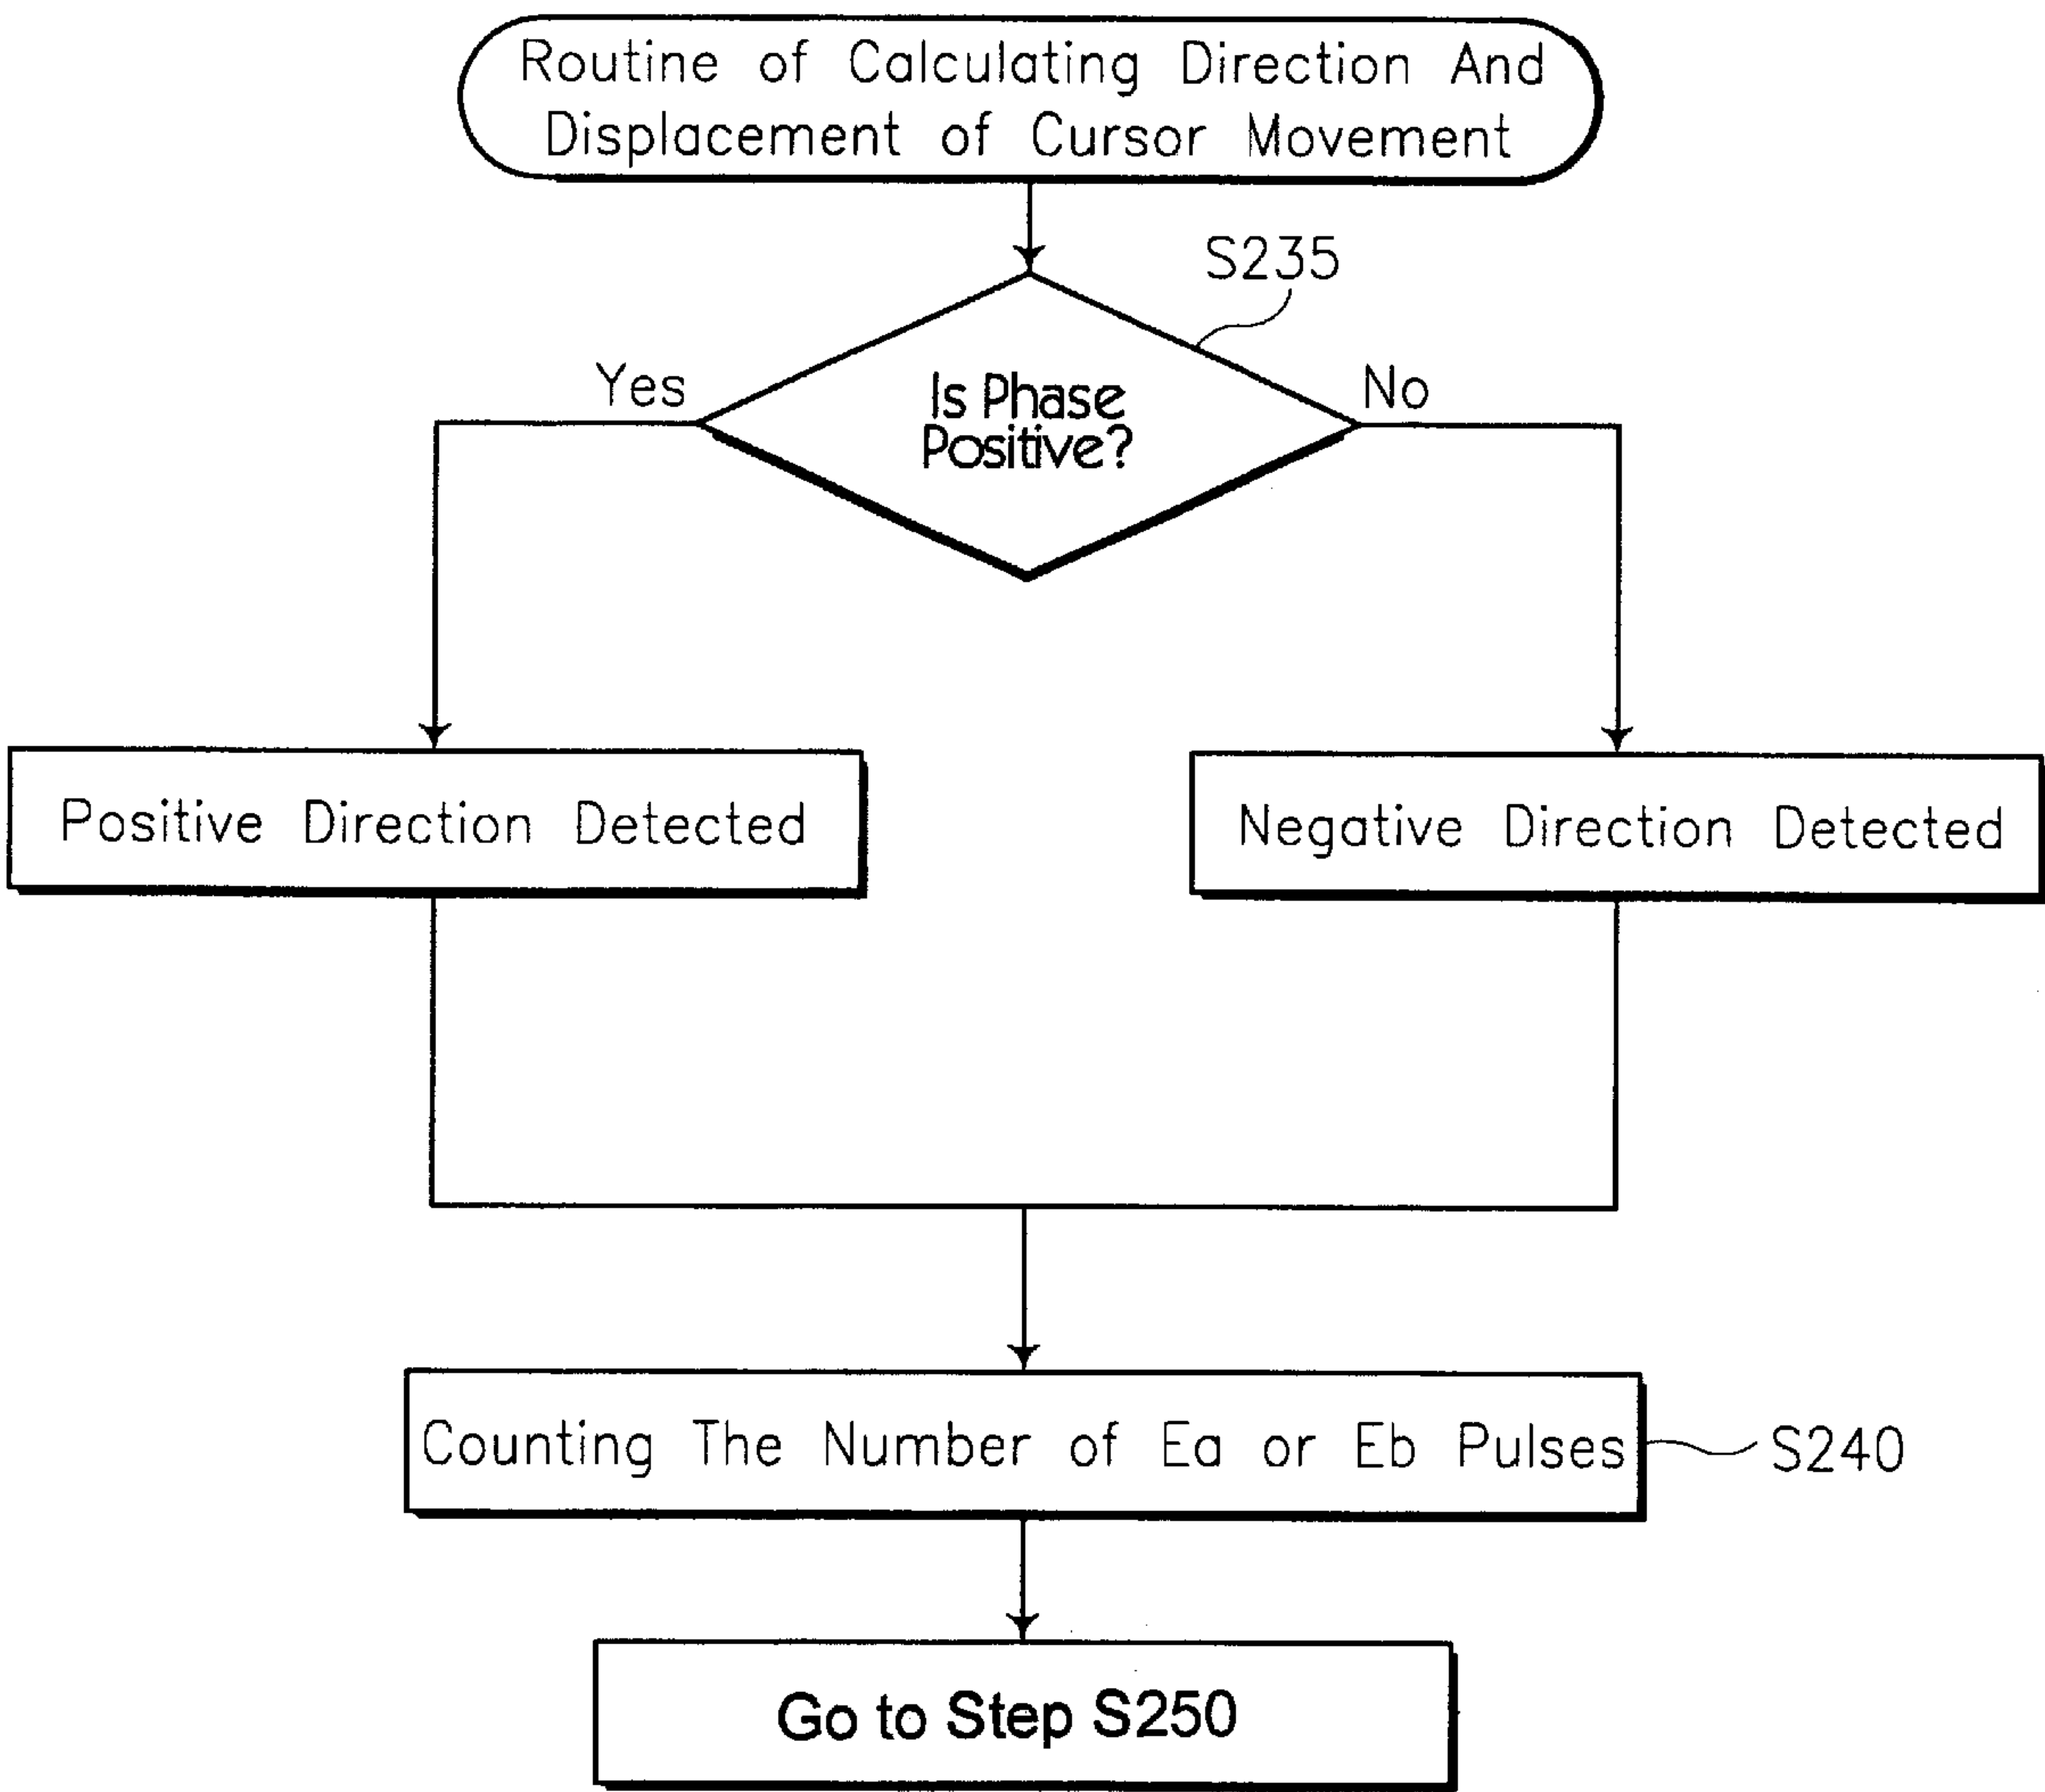 Routine of Calculating Direction And
Displacement of Cursor Movement
S235
Yes
Is Phase
Positive?
No
Positive Direction Detected
Negative Direction Detected
Counting The Number of Ea or Eb Pulses
S240
Go to Step S250